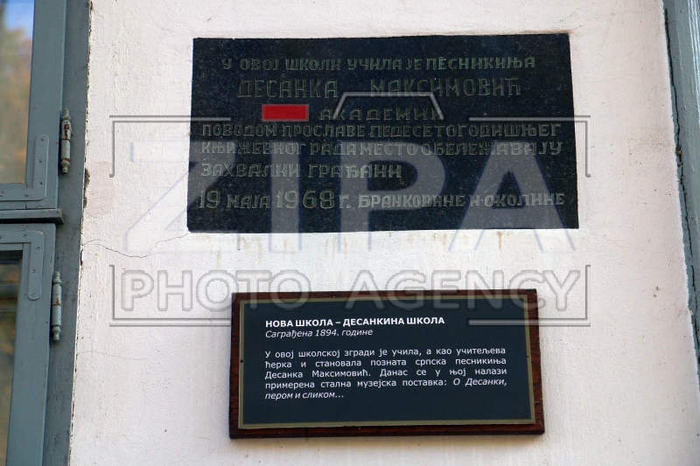 У ОВОЈ ШКОЛИ УЧИЛА ЈЕ ПЕСНИКИЊА
ДЕСАНКА МАКСИМОВИЋ
АКАДЕМИК
ПОВОДОМ ПРОСЛАВЕ ПЕДЕСЕТОГОДИШЊЕГ
КЊИЖЕВНОГ РАДА МЕСТО ОБЕЛЕЖАВАЈУ
ЗАХВАЛНИ ГРАЂАНИ
19 МАЈА 1968 Г. БРАНКОВИНЕ И ОКОЛИНЕ
ZIPA
PHOTO AGENCY
НОВА ШКОЛА – ДЕСАНКИНА ШКОЛА
Саграђена 1894. године
У овој школској згради је учила, а као учитељева
ћерка и становала позната српска песникиња
Десанка Максимовић. Данас се у њој налази
примерена стална музејска поставка: О Десанки,
пером и сликом...